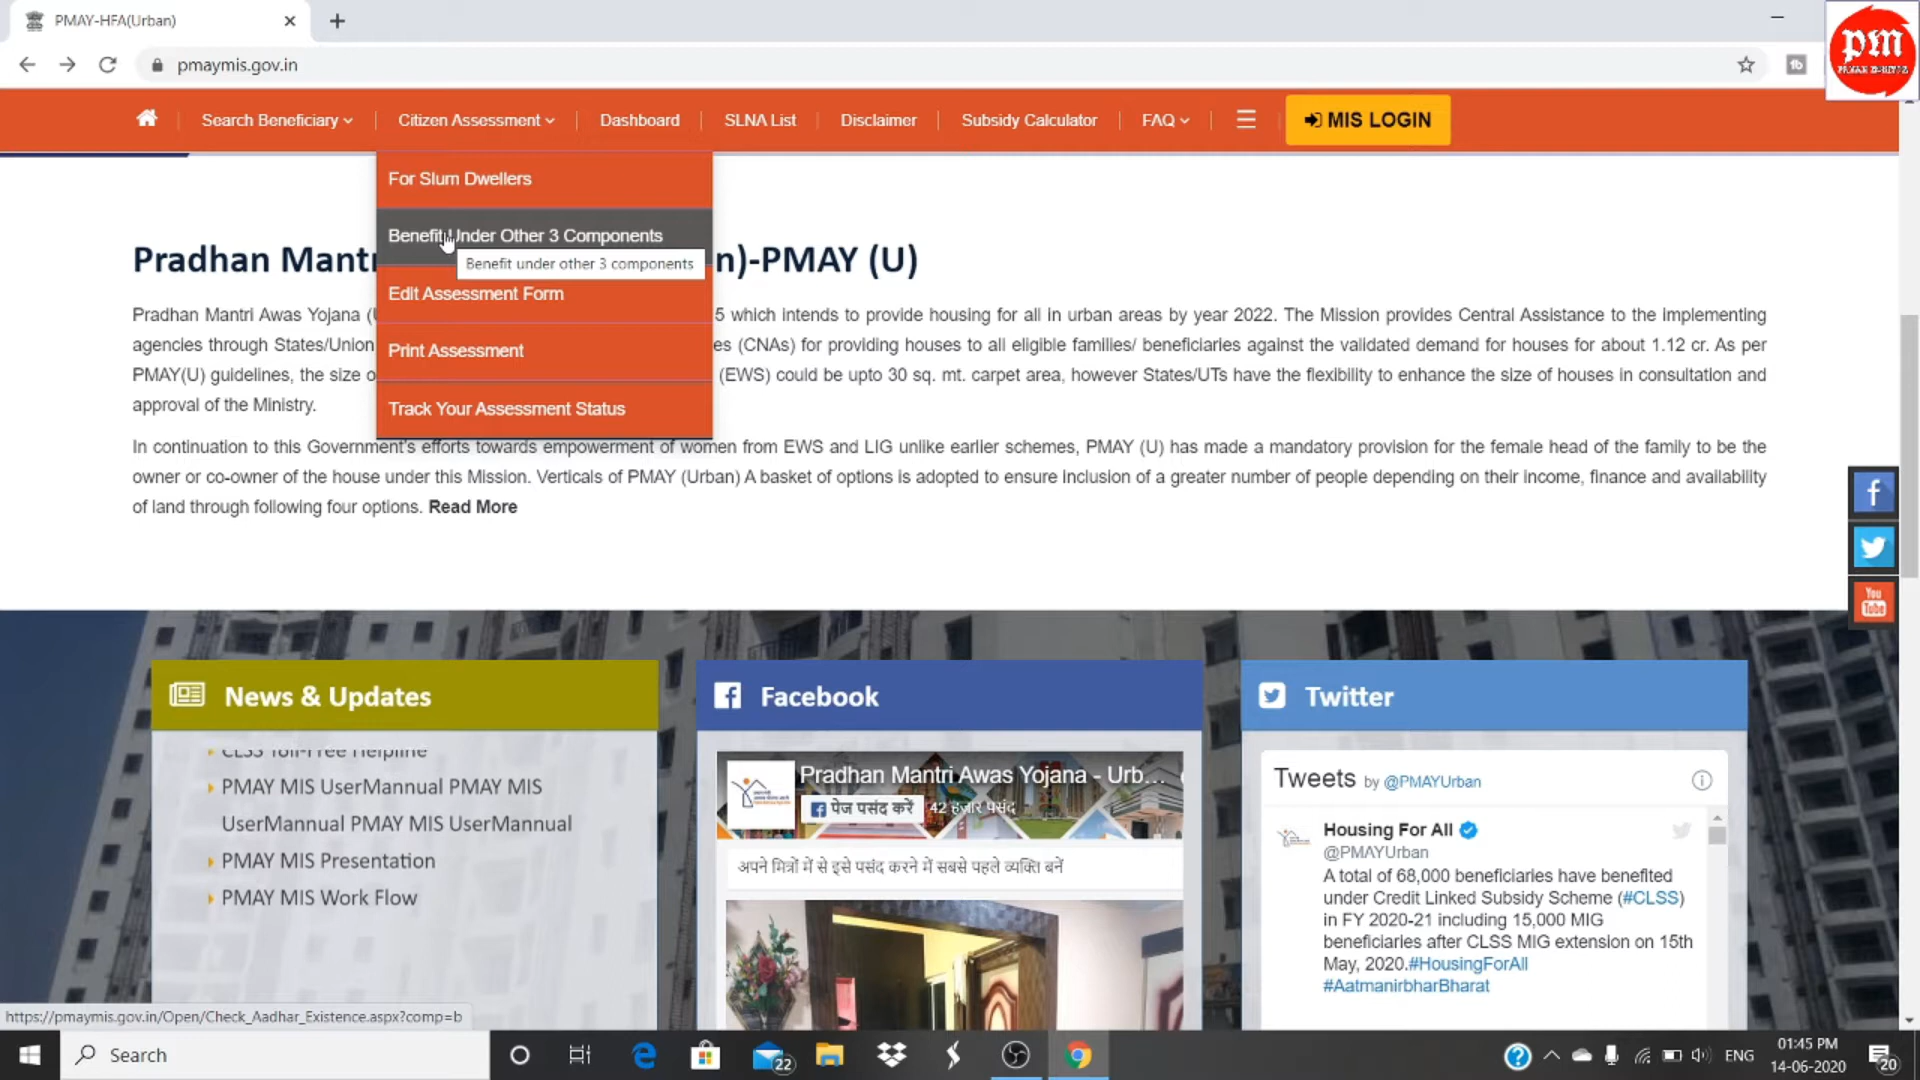 PMAY-HFA(Urban)
pmaymis.gov.in
pm
Search Beneficiary
Citizen Assessment
Dashboard
SLNA List
Disclaimer
Subsidy Calculator
FAQ
MIS LOGIN
For Slum Dwellers
Benefit Under Other 3 Components
Benefit under other 3 components
Edit Assessment Form
Print Assessment
Track Your Assessment Status
Pradhan Mant n)-PMAY (U)
Pradhan Mantri Awas Yojana ( 5 which intends to provide housing for all in urban areas by year 2022. The Mission provides Central Assistance to the implementing
agencies through States/Union es (CNAs) for providing houses to all eligible families/ beneficiaries against the validated demand for houses for about 1.12 cr. As per
PMAY(U) guidelines, the size o (EWS) could be upto 30 sq. mt. carpet area, however States/UTs have the flexibility to enhance the size of houses in consultation and
approval of the Ministry.
In continuation to this Government's efforts towards empowerment of women from EWS and LIG unlike earlier schemes, PMAY (U) has made a mandatory provision for the female head of the family to be the
owner or co-owner of the house under this Mission. Verticals of PMAY (Urban) A basket of options is adopted to ensure inclusion of a greater number of people depending on their income, finance and availability
of land through following four options. Read More
f
You
Tube
News & Updates
CLSS Toll-Free Helpline
PMAY MIS UserMannual PMAY MIS
UserMannual PMAY MIS UserMannual
PMAY MIS Presentation
PMAY MIS Work Flow
Facebook
Pradhan Mantri Awas Yojana - Urb...
पेज पसंद करें 42 हज़ार पसंद
अपने मित्रों में से इसे पसंद करने में सबसे पहले व्यक्ति बनें
Twitter
Tweets by @PMAYUrban
Housing For All
@PMAYUrban
A total of 68,000 beneficiaries have benefited
under Credit Linked Subsidy Scheme (#CLSS)
in FY 2020-21 including 15,000 MIG
beneficiaries after CLSS MIG extension on 15th
May, 2020.#HousingForAll
#AatmanirbharBharat
https://pmaymis.gov.in/Open/Check_Aadhar_Existence.aspx?comp=b
Search
22
ENG
01:45 PM
14-06-2020
20